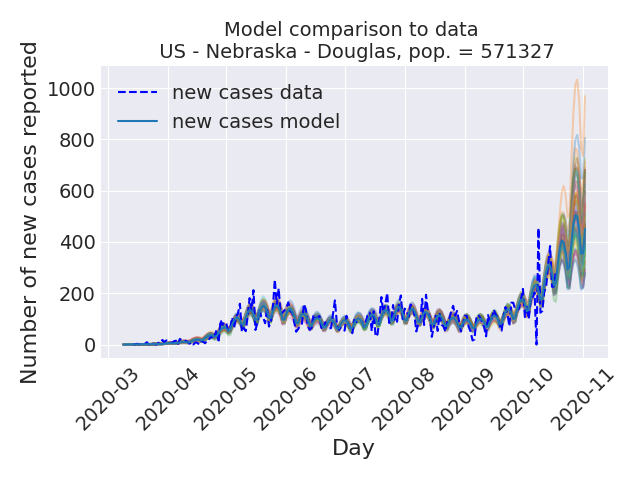 Model comparison to data
US - Nebraska - Douglas, pop. = 571327
Number of new cases reported
1000
800
600
400
200
0
new cases data
new cases model
2020-03
2020-04
2020-05
2020-06
2020-07
2020-08
2020-09
2020-10
2020-11
Day